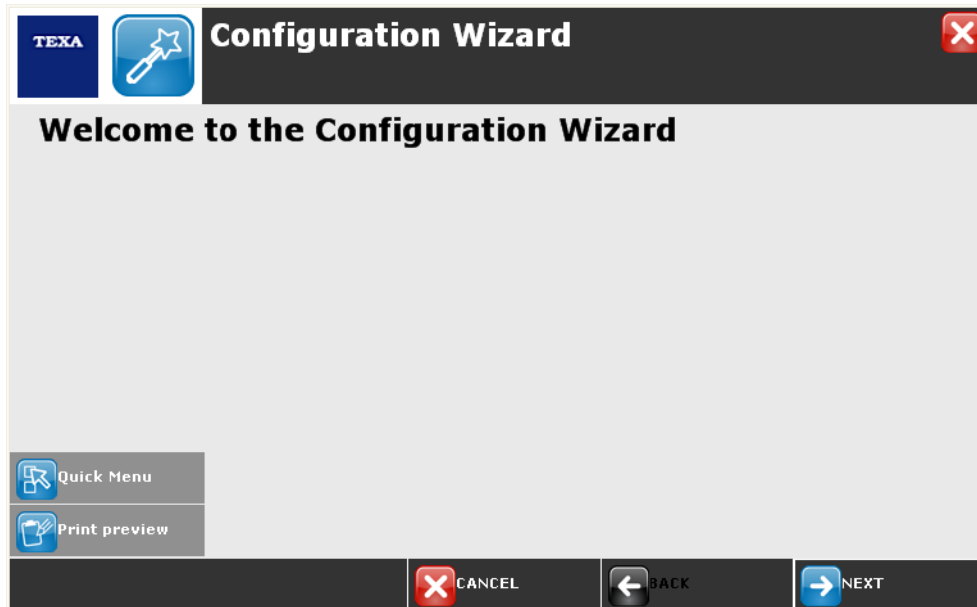 TEXA
Configuration Wizard
Welcome to the Configuration Wizard
Quick Menu
Print preview
CANCEL
BACK
NEXT